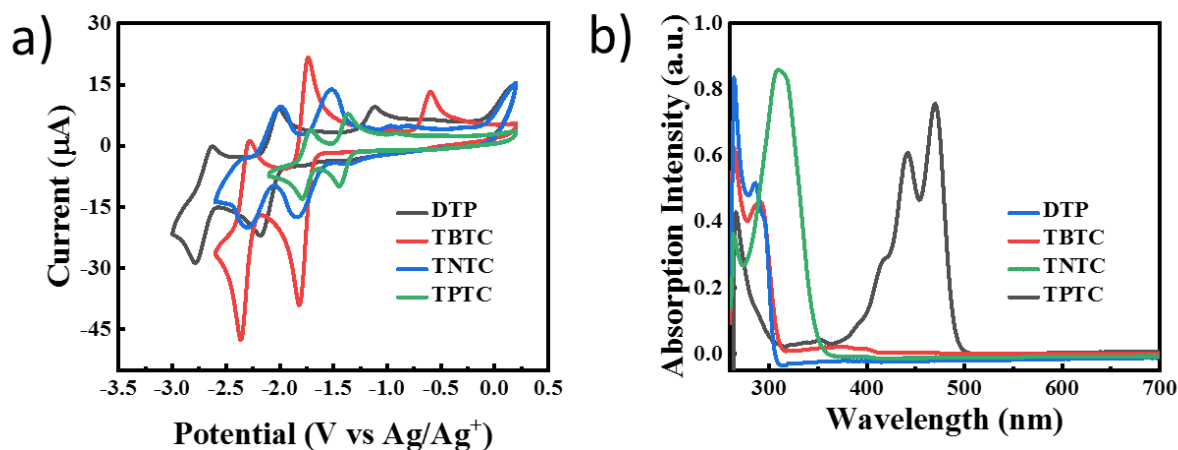 a)
30
15
0
-15
-30
-45
Current (μA)
DTP
TBTC
TNTC
TPTC
-3.5 -3.0 -2.5 -2.0 -1.5 -1.0 -0.5 0.0 0.5
Potential (V vs Ag/Ag⁺)
b)
1.0
0.8
0.6
0.4
0.2
0.0
Absorption Intensity (a.u.)
DTP
TBTC
TNTC
TPTC
300 400 500 600 700
Wavelength (nm)